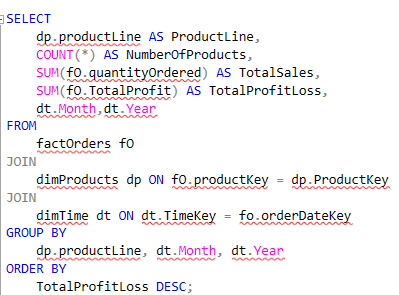 SELECT
dp.productLine AS ProductLine,
COUNT(*) AS NumberOfProducts,
SUM(fO.quantityOrdered) AS TotalSales,
SUM(fO.TotalProfit) AS TotalProfitLoss,
dt.Month,dt.Year
FROM
factOrders fO
JOIN
dimProducts dp ON fO.productKey = dp.ProductKey
JOIN
dimTime dt ON dt.TimeKey = fo.orderDateKey
GROUP BY
dp.productLine, dt.Month, dt.Year
ORDER BY
TotalProfitLoss DESC;